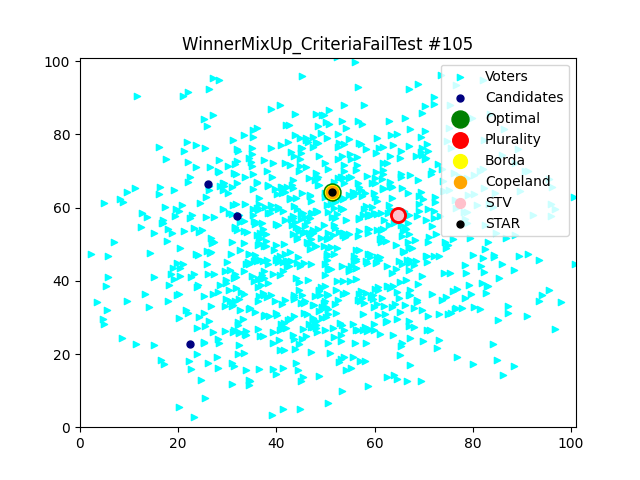 WinnerMixUp_CriteriaFailTest #105
100
80
60
40
20
0
0 20 40 60 80 100
Voters
Candidates
Optimal
Plurality
Borda
Copeland
STV
STAR